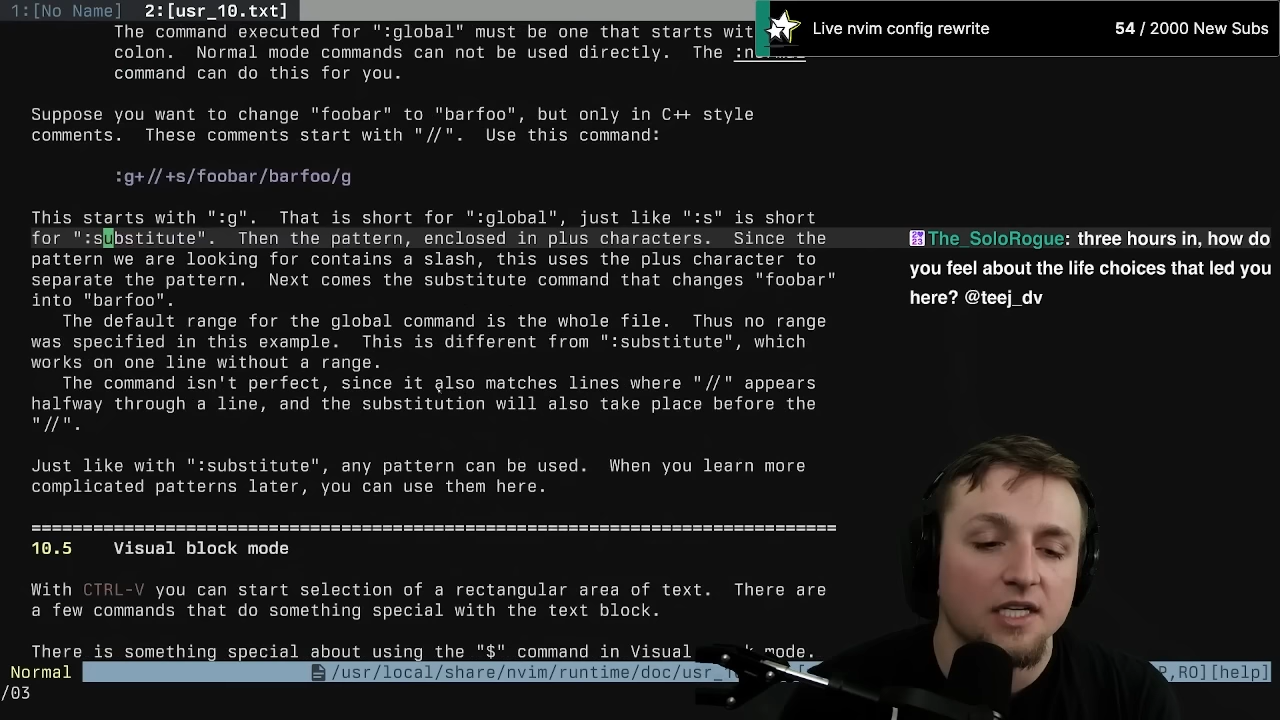 1:[No Name]  2:[usr_10.txt]
Live nvim config rewrite
54 / 2000 New Subs
The command executed for ":global" must be one that starts
colon.  Normal mode commands can not be used directly.  The :normal
command can do this for you.
Suppose you want to change "foobar" to "barfoo", but only in C++ style
comments.  These comments start with "//".  Use this command:
:g+//+s/foobar/barfoo/g
This starts with ":g".  That is short for ":global", just like ":s" is short
for ":substitute".  Then the pattern, enclosed in plus characters.  Since the
pattern we are looking for contains a slash, this uses the plus character to
separate the pattern.  Next comes the substitute command that changes "foobar"
into "barfoo".
The default range for the global command is the whole file.  Thus no range
was specified in this example.  This is different from ":substitute", which
works on one line without a range.
The command isn't perfect, since it also matches lines where "//" appears
halfway through a line, and the substitution will also take place before the
"//".
Just like with ":substitute", any pattern can be used.  When you learn more
complicated patterns later, you can use them here.
==============================================================================
10.5    Visual block mode
With CTRL-V you can start selection of a rectangular area of text.  There are
a few commands that do something special with the text block.
There is something special about using the "$" command in Visual block mode.
Normal
/usr/local/share/nvim/runtime/doc/usr_1
P,RO][help]
/03
The_SoloRogue: three hours in, how do
you feel about the life choices that led you
here? @teej_dv